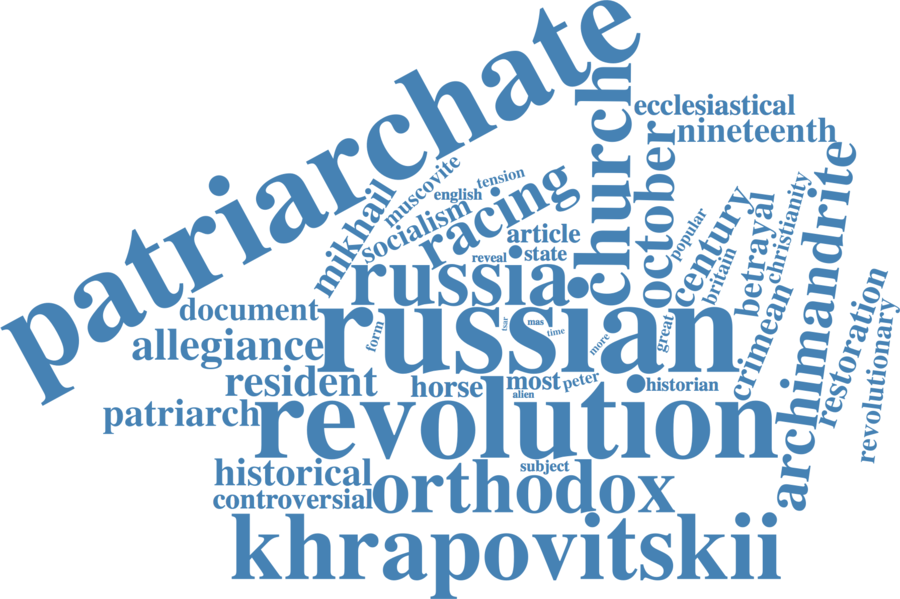 patriarchate
church
ecclesiastical
nineteenth
october
mikhail
muscovite
english
tension
socialism
racing
article
reveal
state
popular
century
britain
betrayal
christianity
archimandrite
russia
document
russian
form
tsar
mas
time
more
great
crimean
restoration
revolutionary
allegiance
resident
horse
most
alien
peter
historian
patriarch
revolution
historical
controversial
orthodox
subject
khrapovitskii